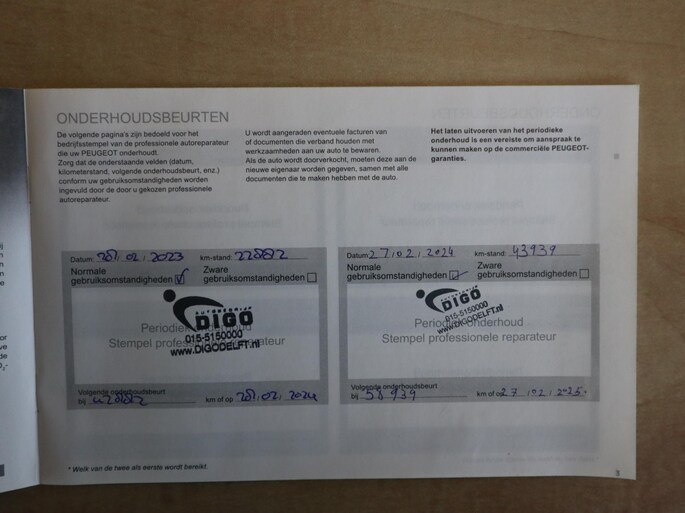 ONDERHOUDSBEURTEN
De volgende pagina's zijn bedoeld voor het
bedrijfsstempel van de professionele autoreparateur
die uw PEUGEOT onderhoudt.
Zorg dat de onderstaande velden (datum,
kilometerstand, volgende onderhoudsbeurt, enz.)
conform uw gebruiksomstandigheden worden
ingevuld door de door u gekozen professionele
autoreparateur.
U wordt aangeraden eventuele facturen van
of documenten die verband houden met
werkzaamheden aan uw auto te bewaren.
Als de auto wordt doorverkocht, moeten deze aan de
nieuwe eigenaar worden gegeven, samen met alle
documenten die te maken hebben met de auto.
Het laten uitvoeren van het periodieke
onderhoud is een vereiste om aanspraak te
kunnen maken op de commerciële PEUGEOT-
garanties.
Datum: 28.02.2023 km-stand: 22882
Normale Zware
gebruiksomstandigheden gebruiksomstandigheden
DIGO
Periodiek onderhoud
015-5150000
Stempel professionele reparateur
www.DIGODELFT.nl
Volgende onderhoudsbeurt
bij km of op 28.02.2024
Datum: 27.02.2024 km-stand: 43939
Normale Zware
gebruiksomstandigheden gebruiksomstandigheden
DIGO
015-5150000
Periodiek onderhoud
www.DIGODELFT.nl
Stempel professionele reparateur
Volgende onderhoudsbeurt
bij 58939 km of op 27.02.2025
* Welk van de twee als eerste wordt bereikt.